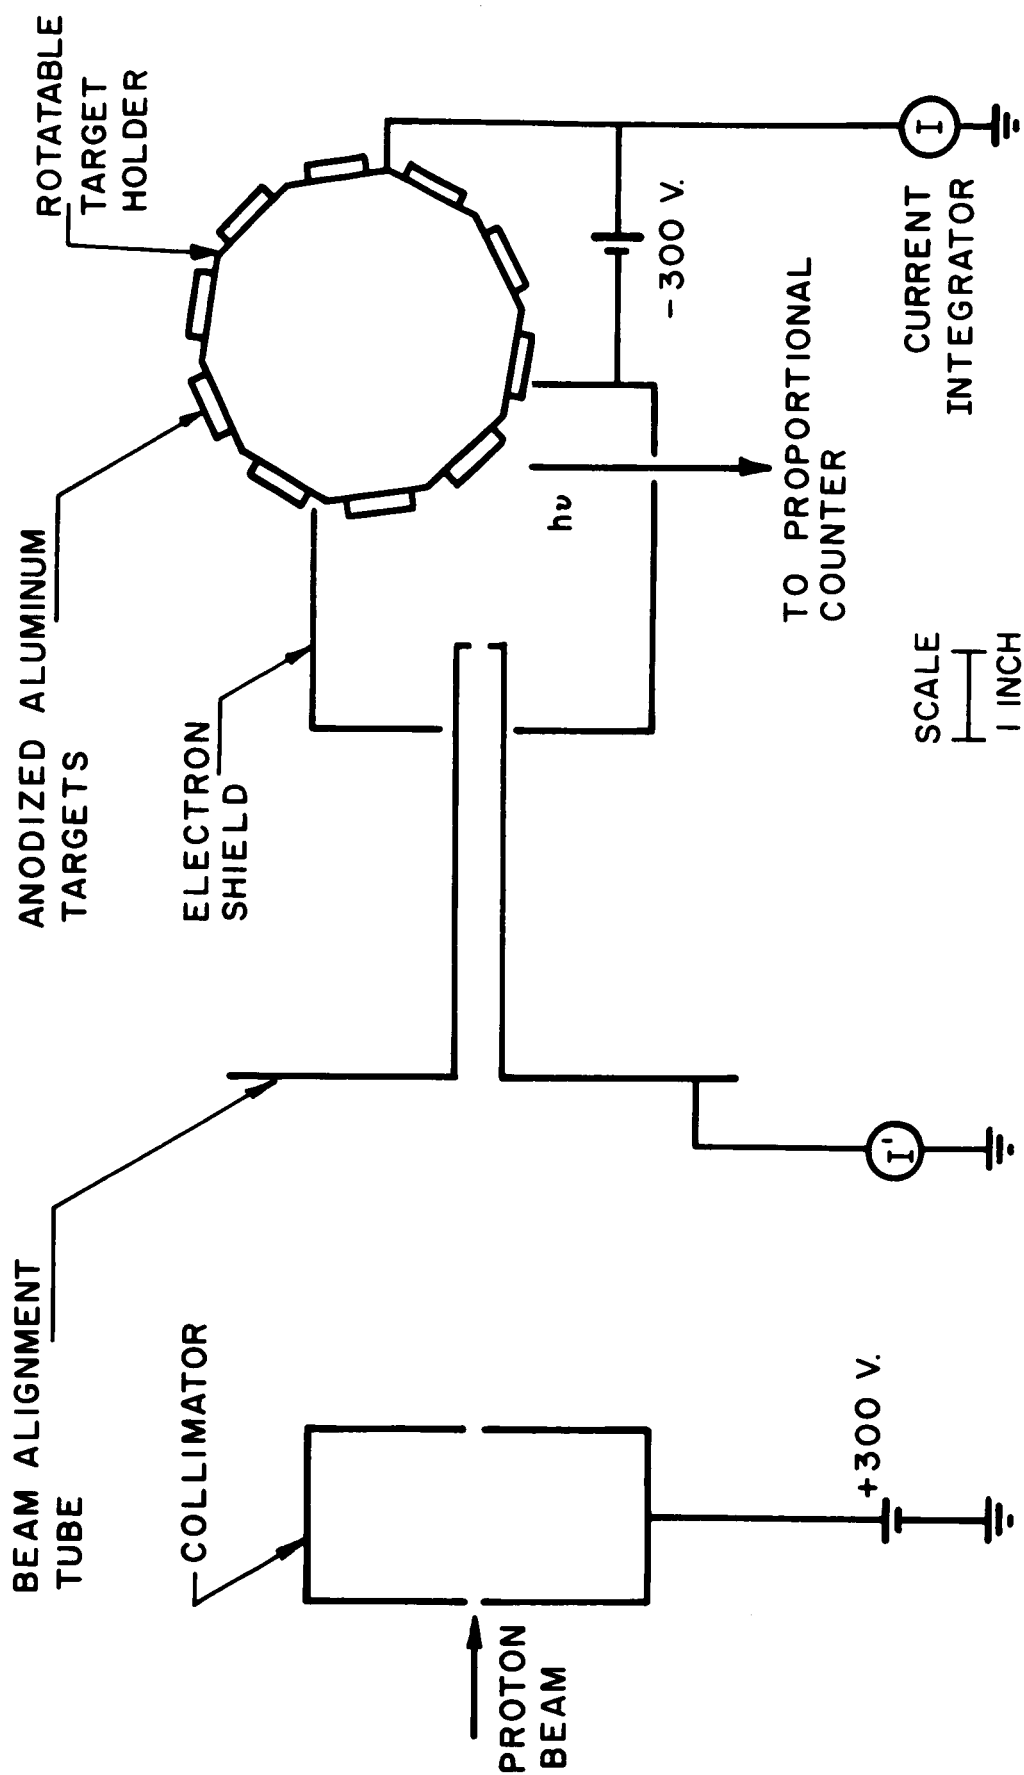 BEAM ALIGNMENT
TUBE
ANODIZED ALUMINUM
TARGETS
ROTATABLE
TARGET
HOLDER
COLLIMATOR
ELECTRON
SHIELD
PROTON
BEAM
hν
+300 V.
-300 V.
TO PROPORTIONAL
COUNTER
I'
I
CURRENT
INTEGRATOR
SCALE
1 INCH